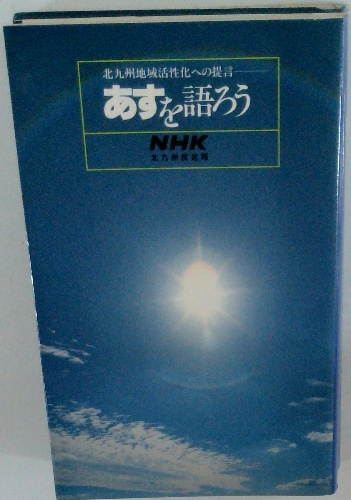 北九州地域活性化への提言——
あすを語ろう
NHK
北九州放送局